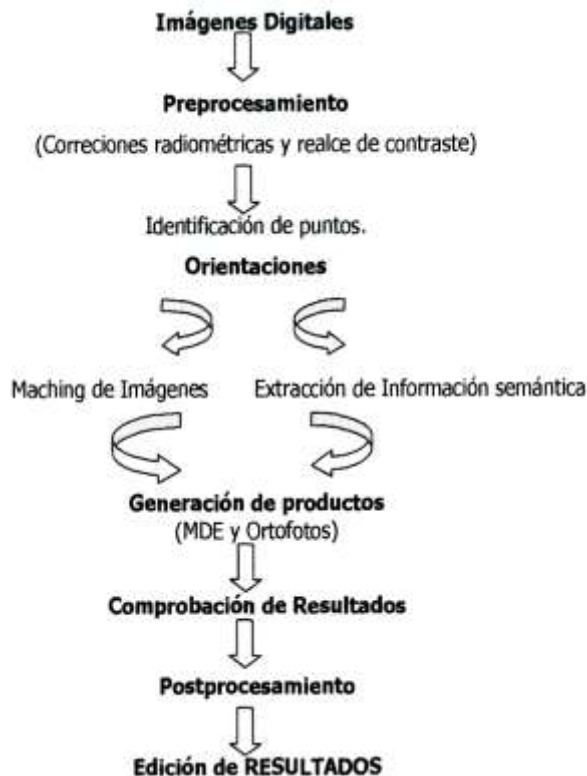 Imágenes Digitales
Preprocesamiento
(Correciones radiométricas y realce de contraste)
Identificación de puntos.
Orientaciones
Maching de Imágenes
Extracción de Información semántica
Generación de productos
(MDE y Ortofotos)
Comprobación de Resultados
Postprocesamiento
Edición de RESULTADOS